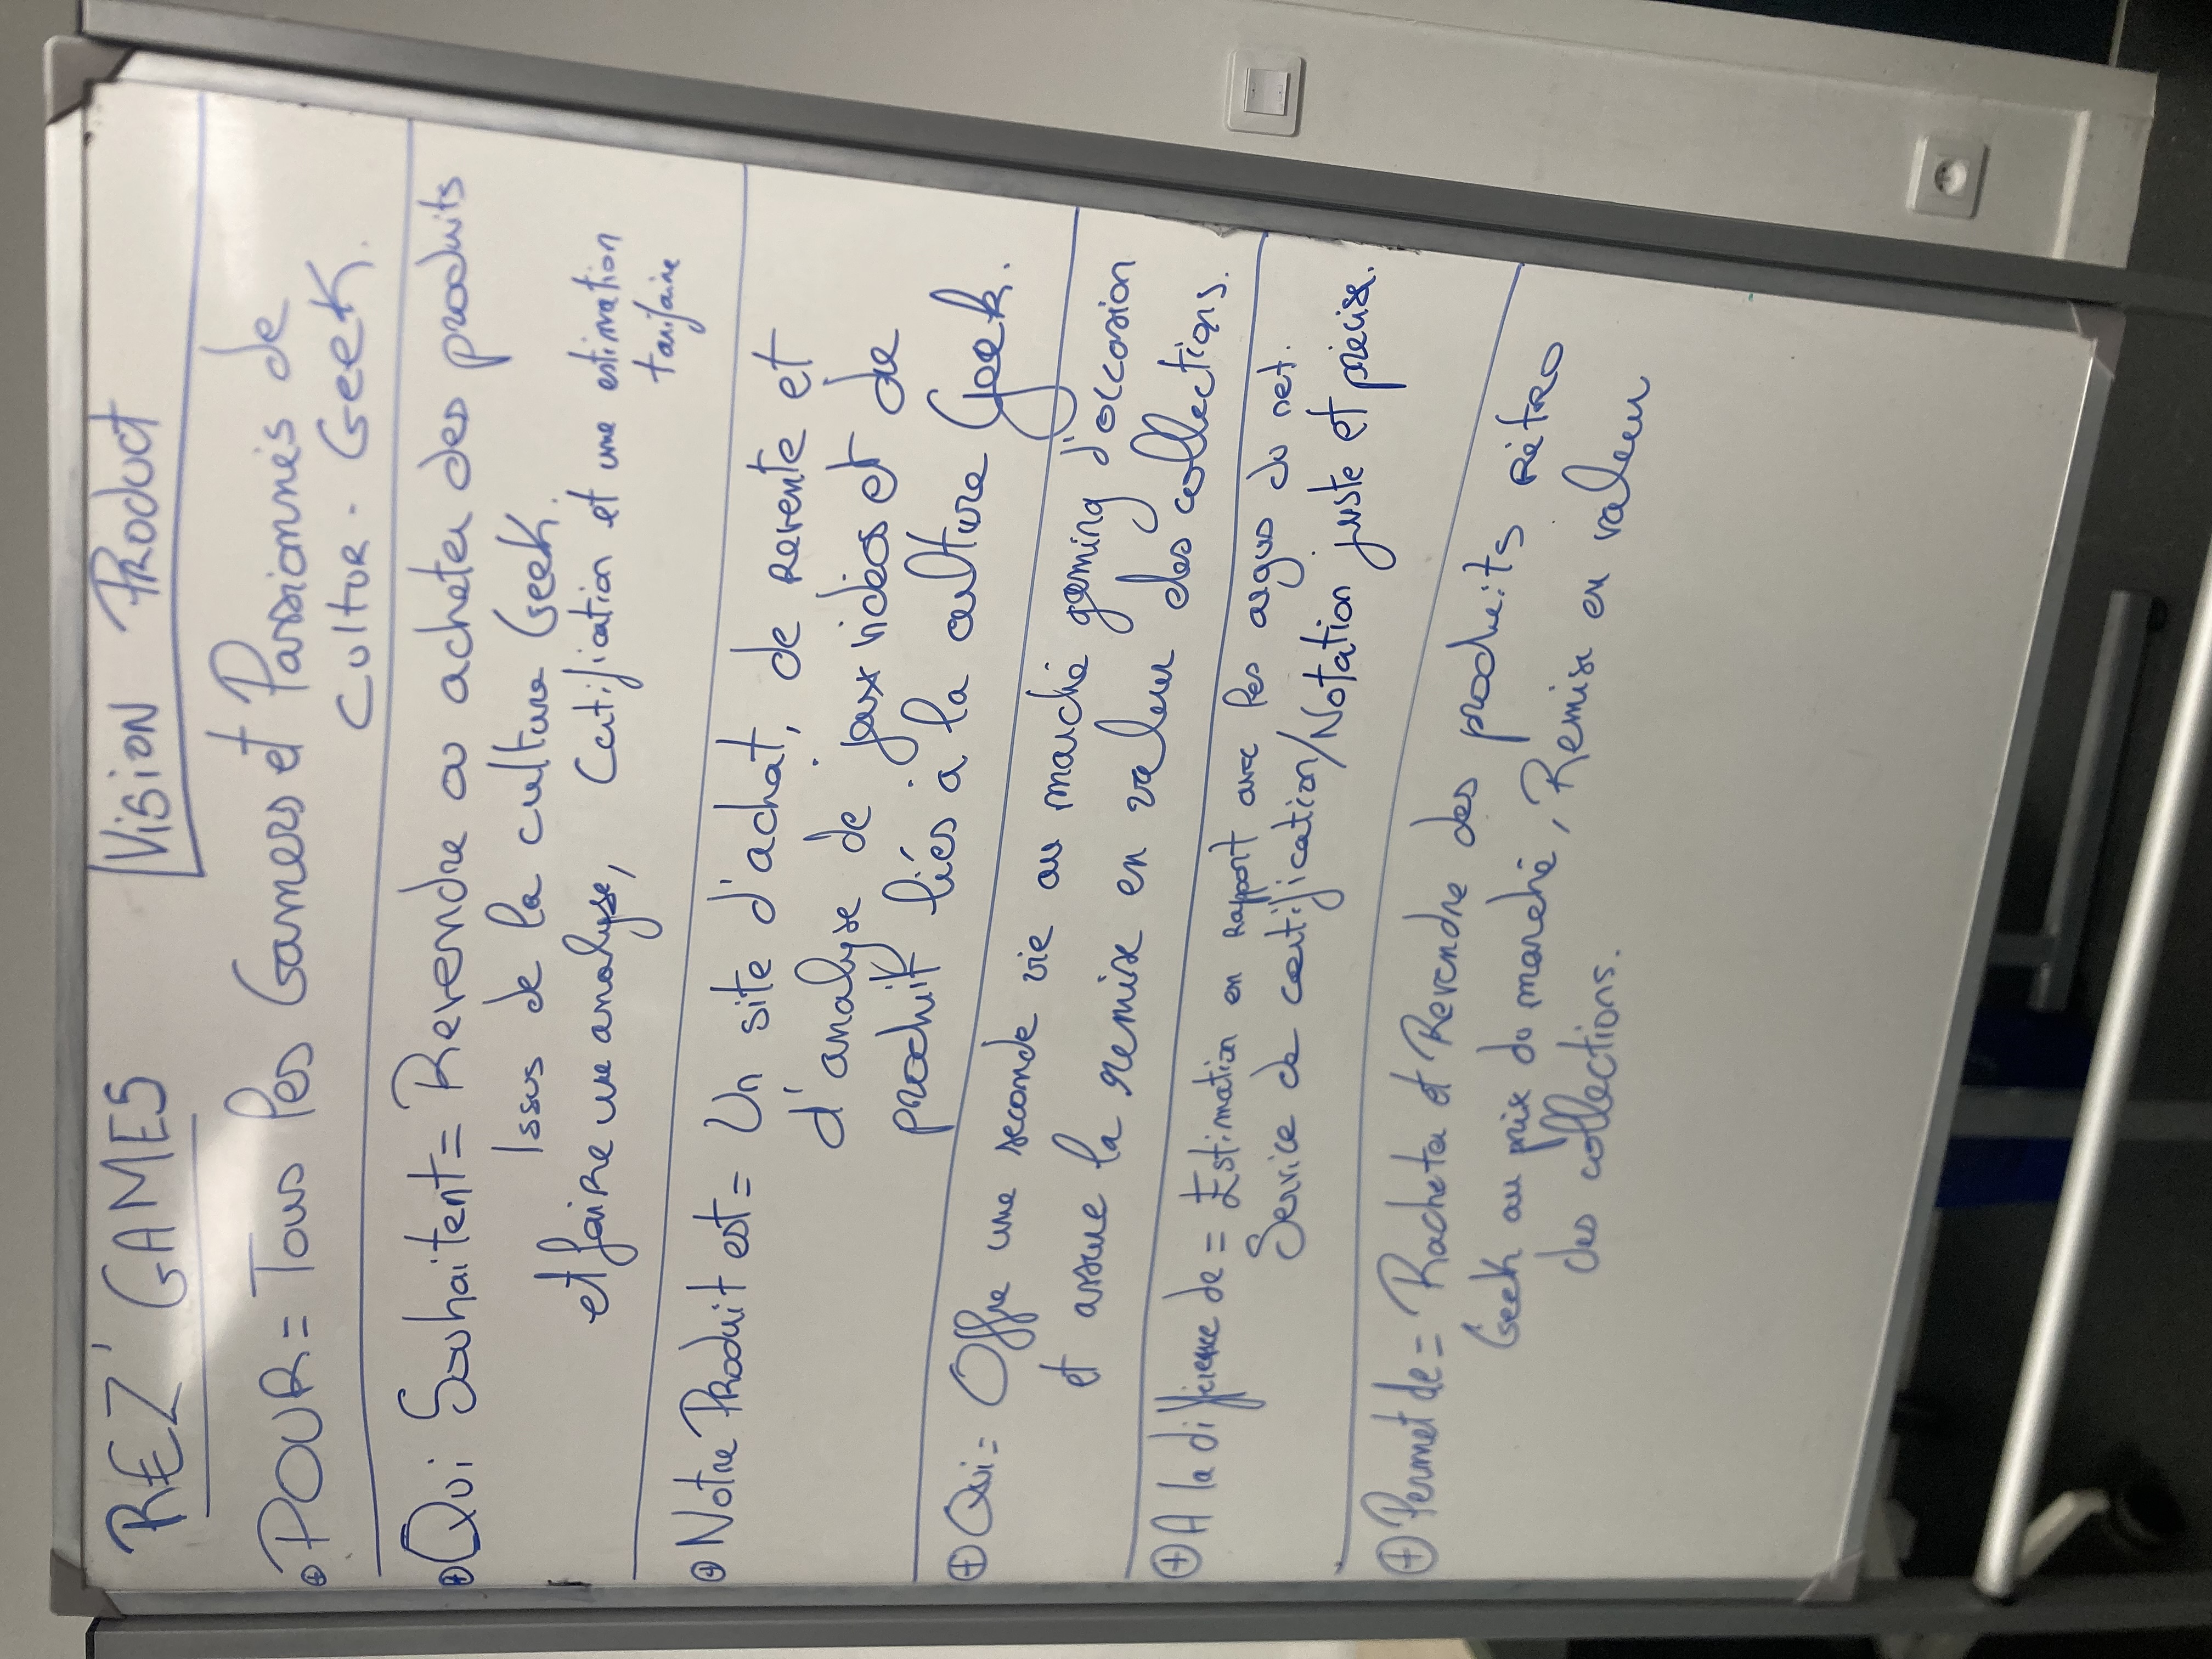 REZ' GAMES
Vision Product
POUR = Tous les Gamers et Passionnés de
Cultur - Geek.
Qui Souhaitent = Revendre ou acheter des produits
Issus de la culture Geek.
et faire une analyse, Certification et une estimation
tarifaire
Notre Produit est = Un site d'achat, de revente et
d'analyse de jeux vidéos et de
produit liés à la culture Geek.
Qui = Offre une seconde vie au marché gaming d'occasion
et assure la remise en valeur des collections.
A la différence de = Estimation en rapport avec les argus du net.
Service de certification/Notation juste et précise.
Permet de = Racheter et Revendre des produits rétro
Geek au prix du marché, Remise en valeur
des collections.